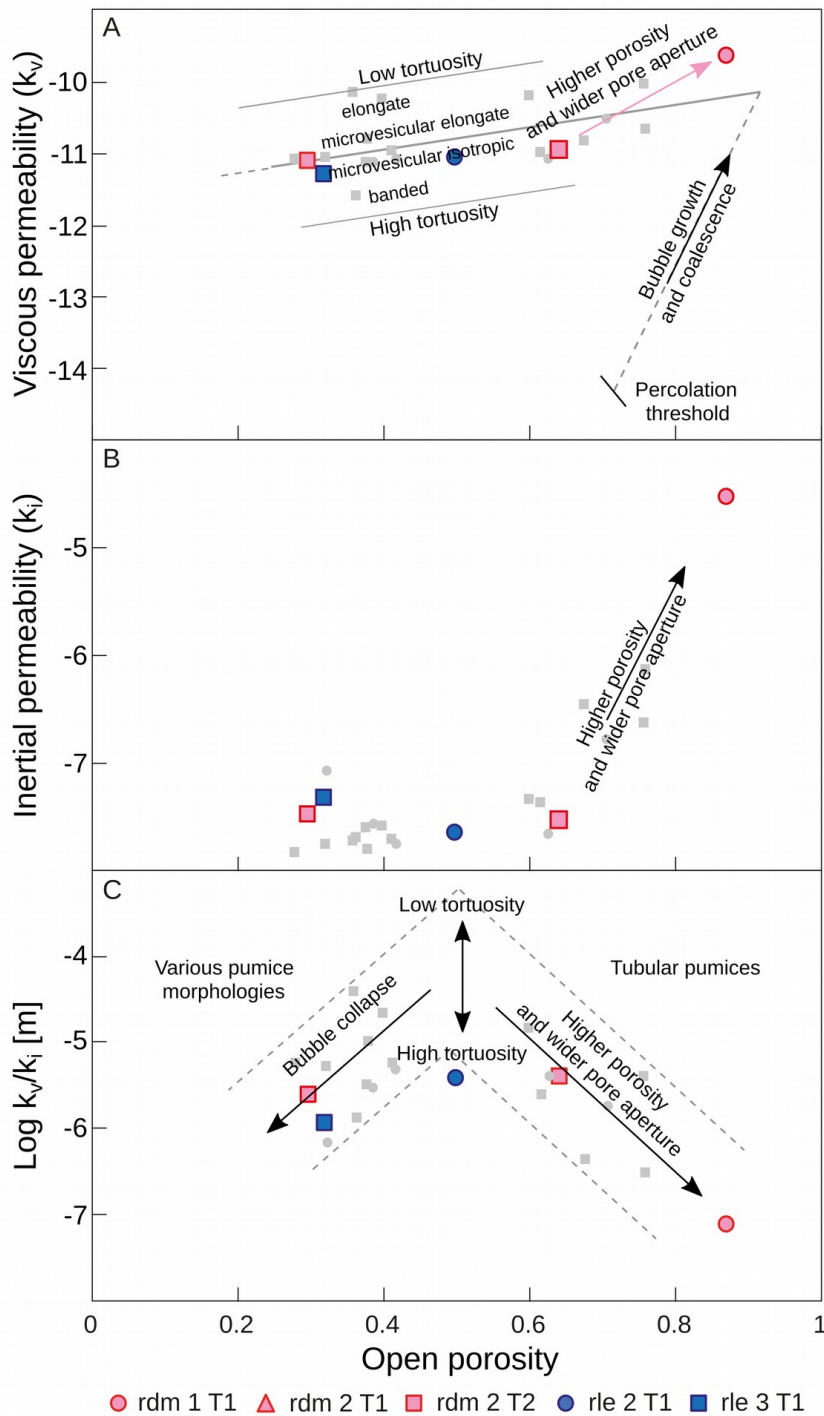 A
Viscous permeability (kv)
-10
-11
-12
-13
-14
Low tortuosity
elongate
microvesicular elongate
microvesicular isotropic
banded
High tortuosity
Higher porosity
and wider pore aperture
Bubble growth
and coalescence
Percolation
threshold
B
Inertial permeability (ki)
-5
-6
-7
Higher porosity
and wider pore aperture
C
Log kv/ki [m]
-4
-5
-6
-7
Low tortuosity
Various pumice
morphologies
Tubular pumices
Bubble collapse
High tortuosity
Higher porosity
and wider pore aperture
0 0.2 0.4 0.6 0.8 1
Open porosity
rdm 1 T1 rdm 2 T1 rdm 2 T2 rle 2 T1 rle 3 T1